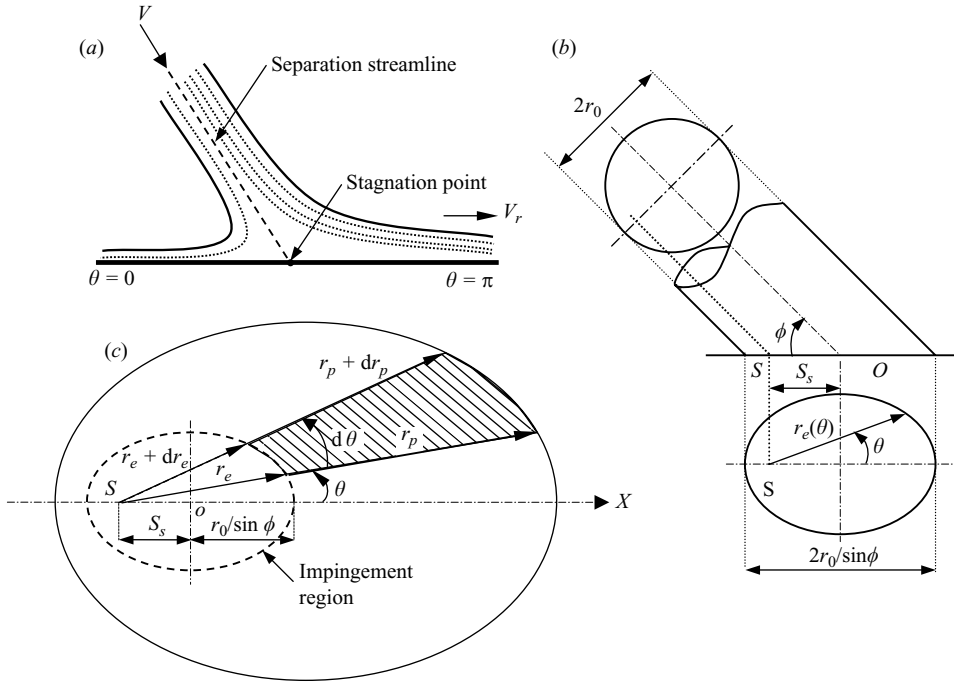 (a)
V
Separation streamline
Stagnation point
V_r
θ = 0
θ = π
(b)
2r_0
ϕ
S
S_s
O
r_e(θ)
θ
S
2r_0/sinϕ
(c)
r_p + dr_p
r_e + dr_e
r_e
dθ
r_p
θ
S
o
X
S_s
r_0/sin ϕ
Impingement
region